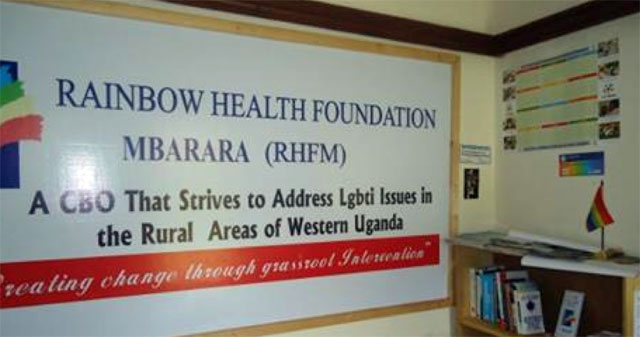 RAINBOW HEALTH FOUNDATION
MBARARA (RHFM)
A CBO That Strives to Address Lgbti Issues in
the Rural Areas of Western Uganda
reating change through grassroot Intervention"